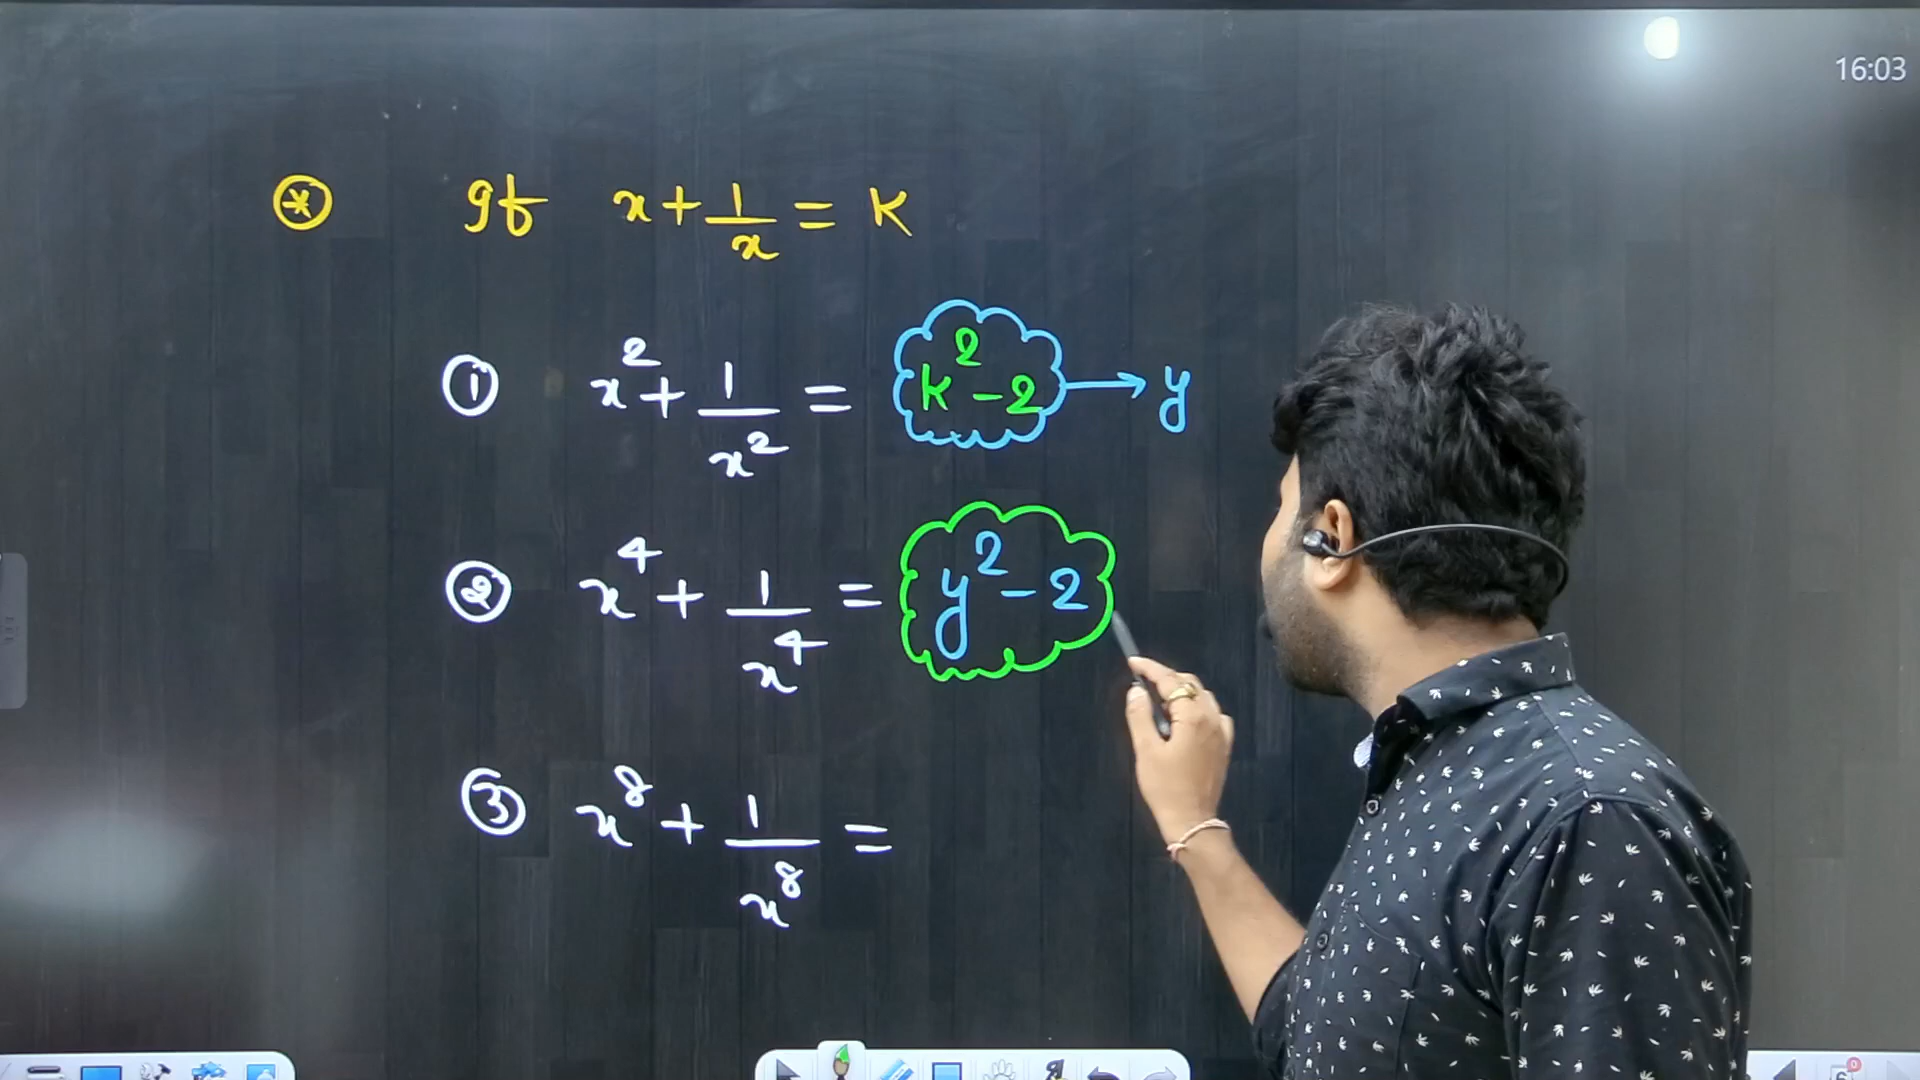 16:03
* If x + 1/x = K
① x² + 1/x² = k² - 2 → y
② x⁴ + 1/x⁴ = y² - 2
③ x⁸ + 1/x⁸ =